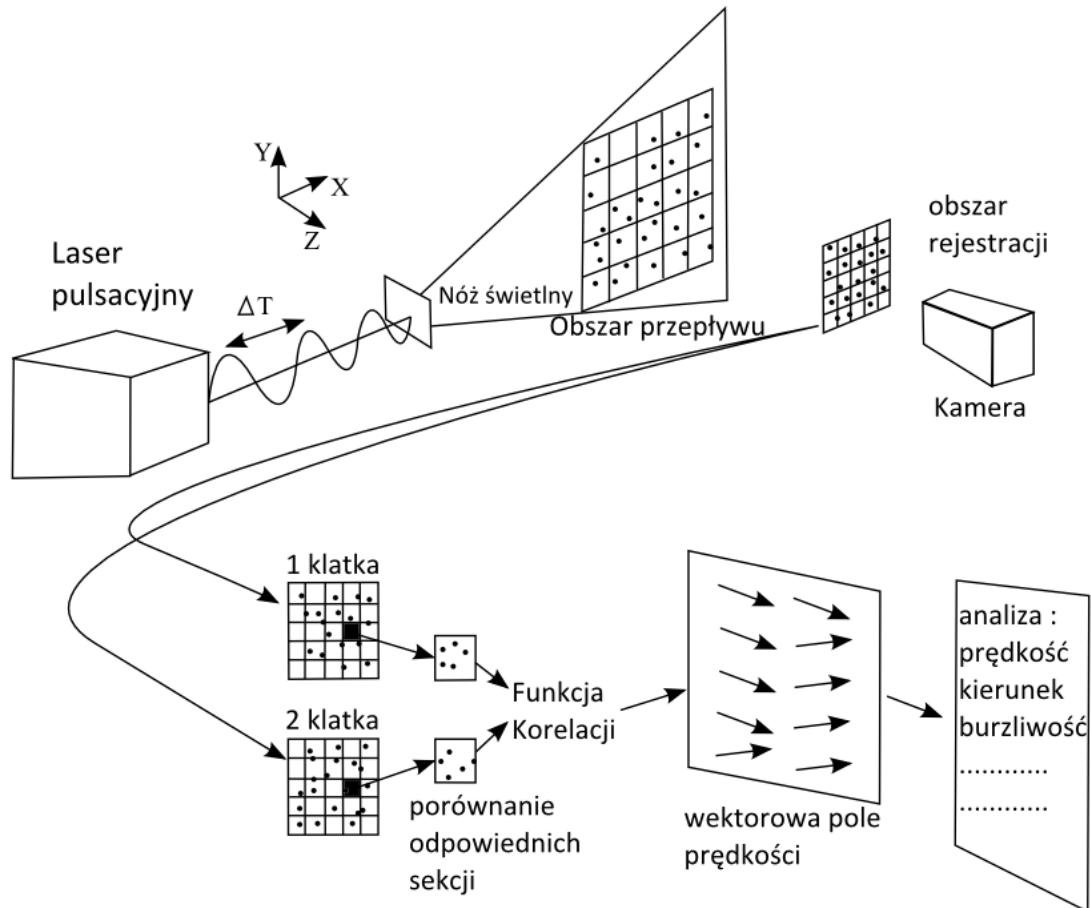 Y
X
Z
Laser
pulsacyjny
ΔT
Nóż świetlny
Obszar przepływu
obszar
rejestracji
Kamera
1 klatka
2 klatka
porównanie
odpowiednich
sekcji
Funkcja
Korelacji
wektorowa pole
prędkości
analiza :
prędkość
kierunek
burzliwość
............
............